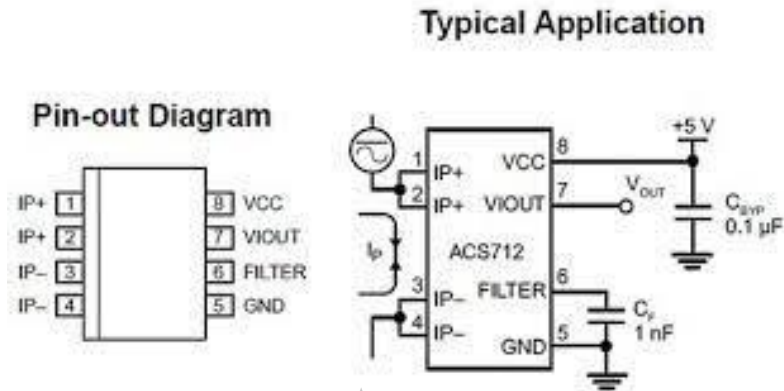 Typical Application
Pin-out Diagram
IP+ 1
IP+ 2
IP– 3
IP– 4
8 VCC
7 VIOUT
6 FILTER
5 GND
+5 V
1 IP+
2 IP+
3 IP–
4 IP–
IP
ACS712
VCC 8
VIOUT 7
FILTER 6
GND 5
VOUT
CBYP
0.1 µF
CF
1 nF